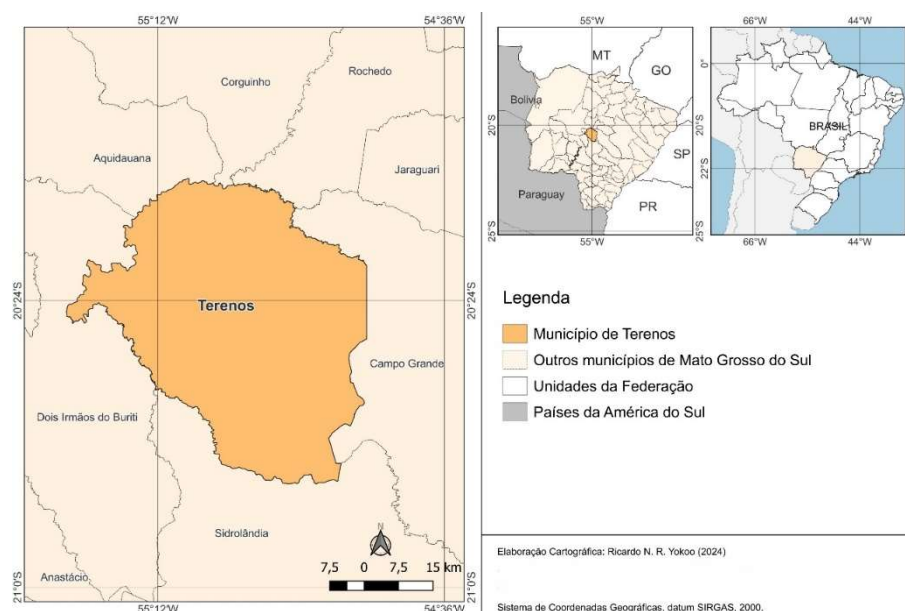 55°12'W
54°36'W
Corguinho
Rochedo
Aquidauana
Jaraguari
20°24'S
Terenos
20°24'S
Campo Grande
Dois Irmãos do Buriti
Sidrolândia
N
7,5 0 7,5 15 km
Anastácio
21°0'S
21°0'S
55°12'W
54°36'W
MT
GO
Bolivia
20°S
20°S
SP
Paraguay
PR
25°S
25°S
55°W
66°W
44°W
0°
0°
BRASIL
22°S
22°S
66°W
44°W
Legenda
Município de Terenos
Outros municípios de Mato Grosso do Sul
Unidades da Federação
Países da América do Sul
Elaboração Cartográfica: Ricardo N. R. Yokoo (2024)
Sistema de Coordenadas Geográficas, datum SIRGAS, 2000.